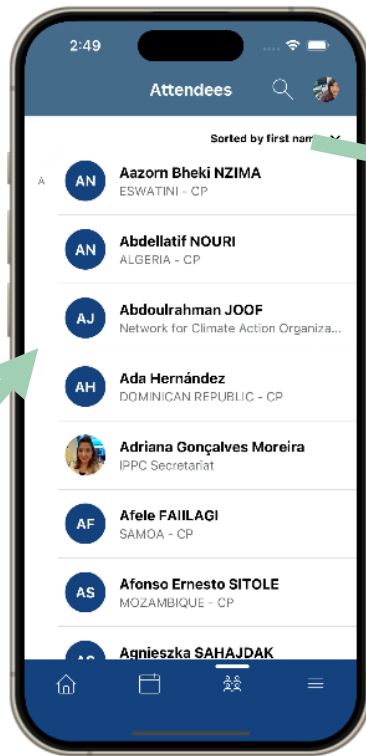 2:49
Attendees
Sorted by first
A
AN
Aazorn Bheki NZIMA
ESWATINI - CP
AN
Abdellatif NOURI
ALGERIA - CP
AJ
Abdoulrahman JOOF
Network for Climate Action Organiza...
AH
Ada Hernández
DOMINICAN REPUBLIC - CP
Adriana Gonçalves Moreira
IPPC Secretariat
AF
Afele FAIILAGI
SAMOA - CP
AS
Afonso Ernesto SITOLE
MOZAMBIQUE - CP
Agnieszka SAHAJDAK